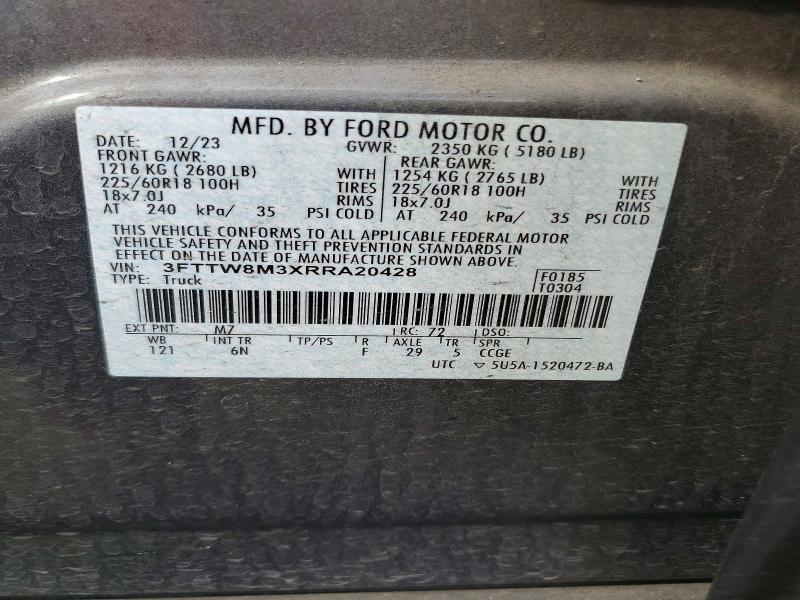 MFD. BY FORD MOTOR CO.
DATE: 12/23 GVWR: 2350 KG ( 5180 LB)
FRONT GAWR: REAR GAWR:
1216 KG ( 2680 LB) WITH 1254 KG ( 2765 LB) WITH
225/60R18 100H TIRES 225/60R18 100H TIRES
18x7.0J RIMS 18x7.0J RIMS
AT 240 kPa/ 35 PSI COLD AT 240 kPa/ 35 PSI COLD
THIS VEHICLE CONFORMS TO ALL APPLICABLE FEDERAL MOTOR
VEHICLE SAFETY AND THEFT PREVENTION STANDARDS IN
EFFECT ON THE DATE OF MANUFACTURE SHOWN ABOVE.
VIN: 3FTTW8M3XRRA20428 F0185
TYPE: Truck T0304
EXT PNT: M7 RC: 72 DSO:
WB INT TR TP/PS R AXLE TR SPR
121 6N F 29 5 CCGE
UTC ▽ 5U5A-1520472-BA